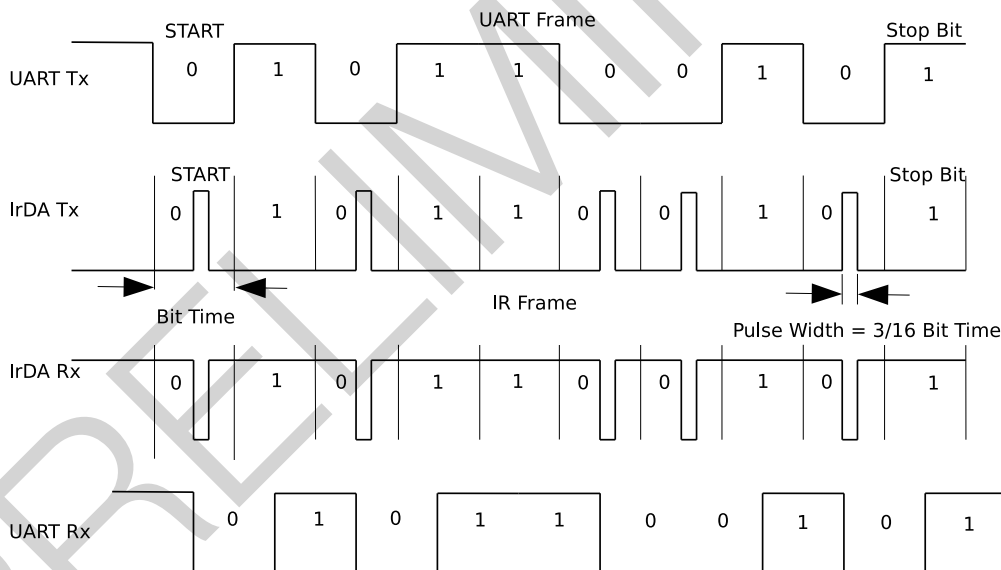 START UART Frame Stop Bit
UART Tx 0 1 0 1 1 0 0 1 0 1
START Stop Bit
IrDA Tx 0 1 0 1 1 0 0 1 0 1
Bit Time IR Frame
Pulse Width = 3/16 Bit Time
IrDA Rx 0 1 0 1 1 0 0 1 0 1
UART Rx 0 1 0 1 1 0 0 1 0 1